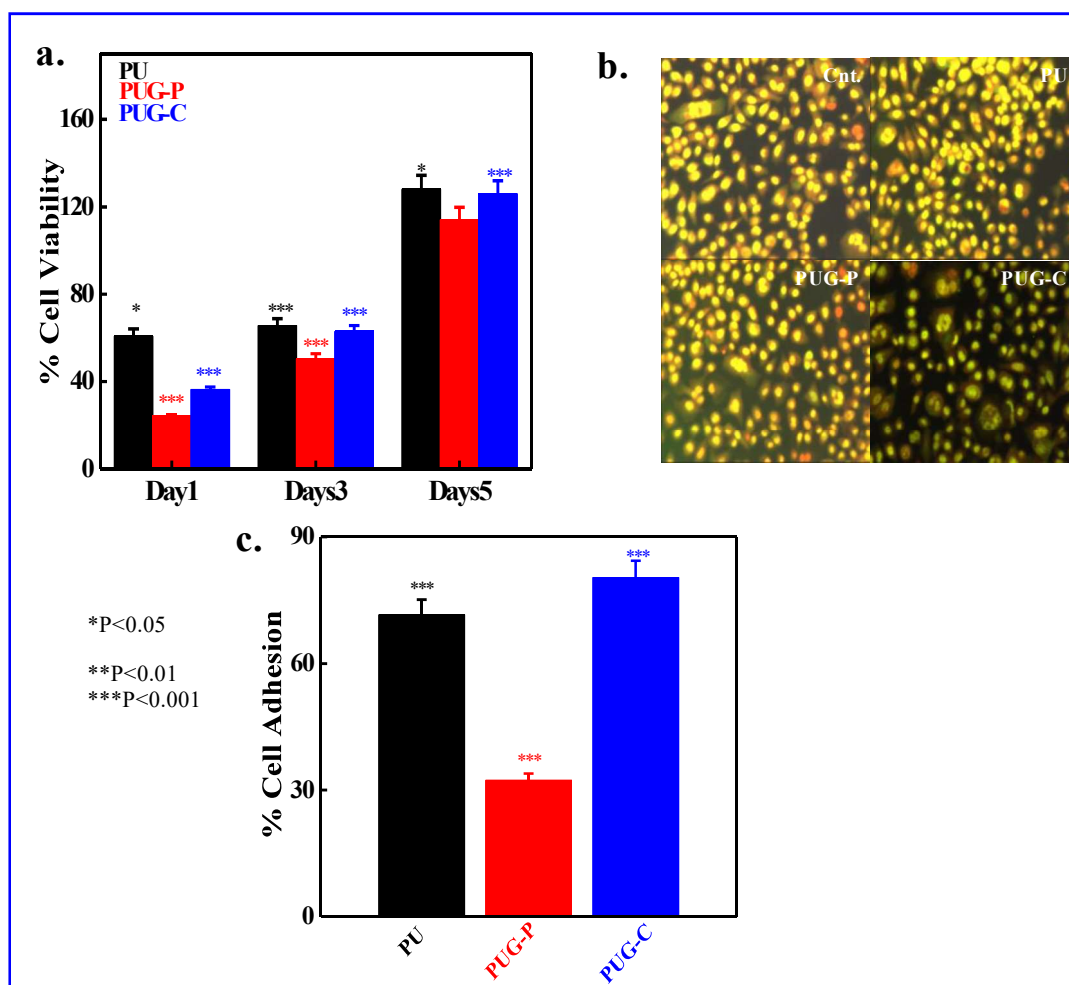 a.
PU
PUG-P
PUG-C
% Cell Viability
160
120
80
40
0
*
***
***
***
***
***
*
***
Day1 Days3 Days5
b.
Cnt. PU
PUG-P PUG-C
c.
% Cell Adhesion
90
60
30
0
***
***
***
PU PUG-P PUG-C
*P<0.05
**P<0.01
***P<0.001